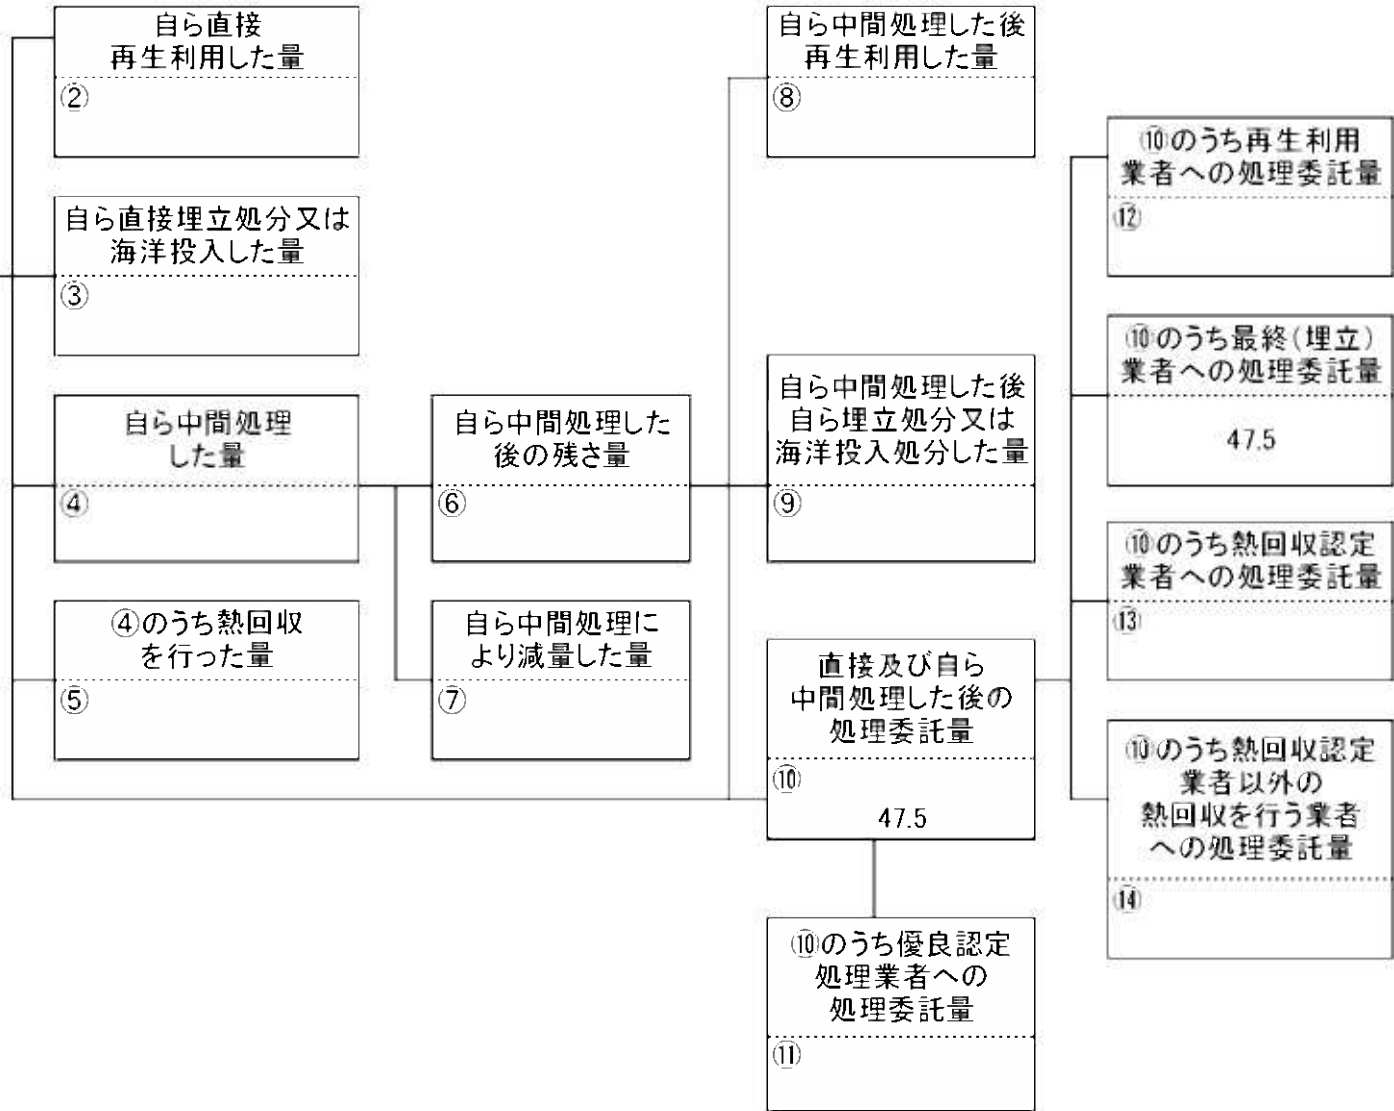 自ら直接
再生利用した量
②
自ら直接埋立処分又は
海洋投入した量
③
自ら中間処理
した量
④
④のうち熱回収
を行った量
⑤
自ら中間処理した
後の残さ量
⑥
自ら中間処理に
より減量した量
⑦
自ら中間処理した後
再生利用した量
⑧
自ら中間処理した後
自ら埋立処分又は
海洋投入処分した量
⑨
直接及び自ら
中間処理した後の
処理委託量
⑩
47.5
⑩のうち優良認定
処理業者への
処理委託量
⑪
⑩のうち再生利用
業者への処理委託量
⑫
⑩のうち最終(埋立)
業者への処理委託量
47.5
⑩のうち熱回収認定
業者への処理委託量
⑬
⑩のうち熱回収認定
業者以外の
熱回収を行う業者
への処理委託量
⑭